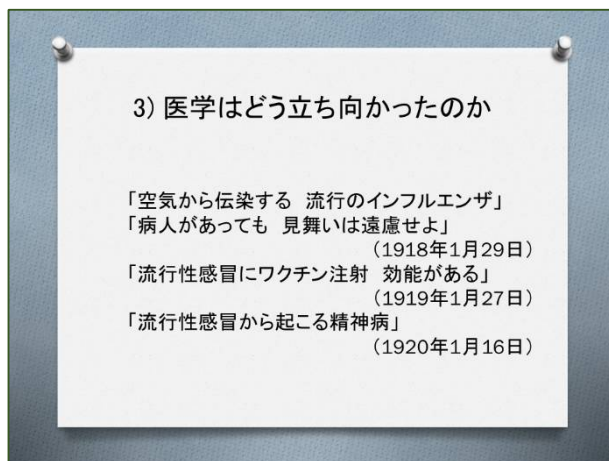 3) 医学はどう立ち向かったのか
「空気から伝染する 流行のインフルエンザ」
「病人があっても 見舞いは遠慮せよ」
（1918年1月29日）
「流行性感冒にワクチン注射 効能がある」
（1919年1月27日）
「流行性感冒から起こる精神病」
（1920年1月16日）